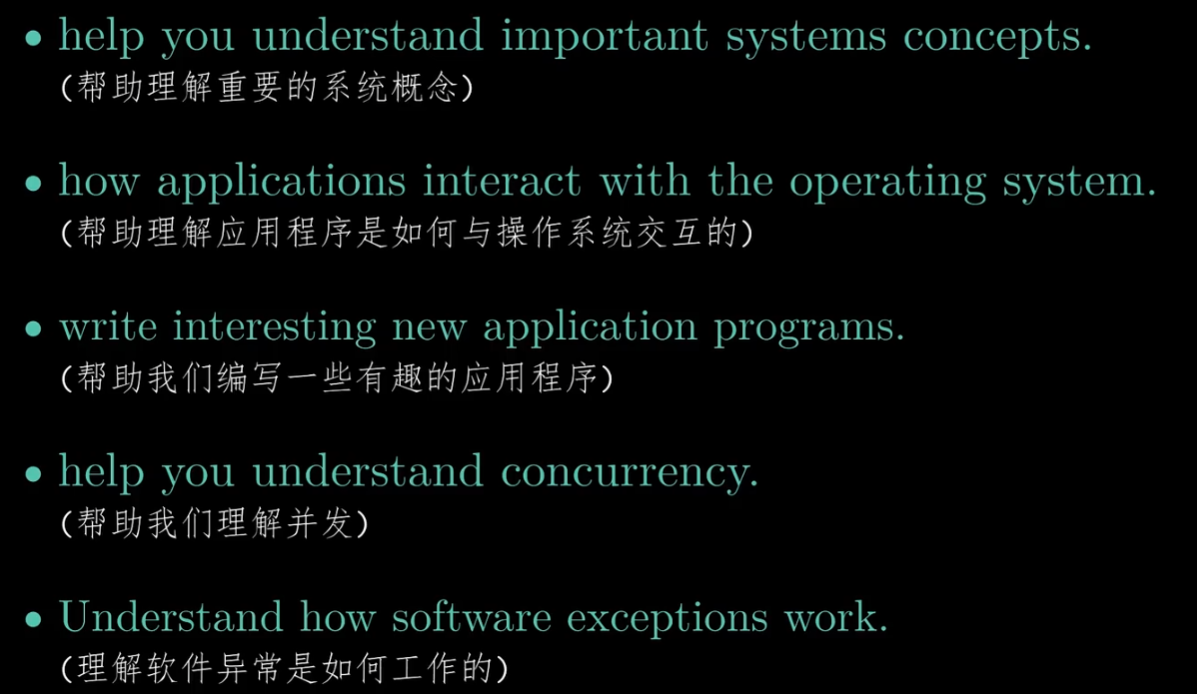 • help you understand important systems concepts.
(帮助理解重要的系统概念)
• how applications interact with the operating system.
(帮助理解应用程序是如何与操作系统交互的)
• write interesting new application programs.
(帮助我们编写一些有趣的应用程序)
• help you understand concurrency.
(帮助我们理解并发)
• Understand how software exceptions work.
(理解软件异常是如何工作的)